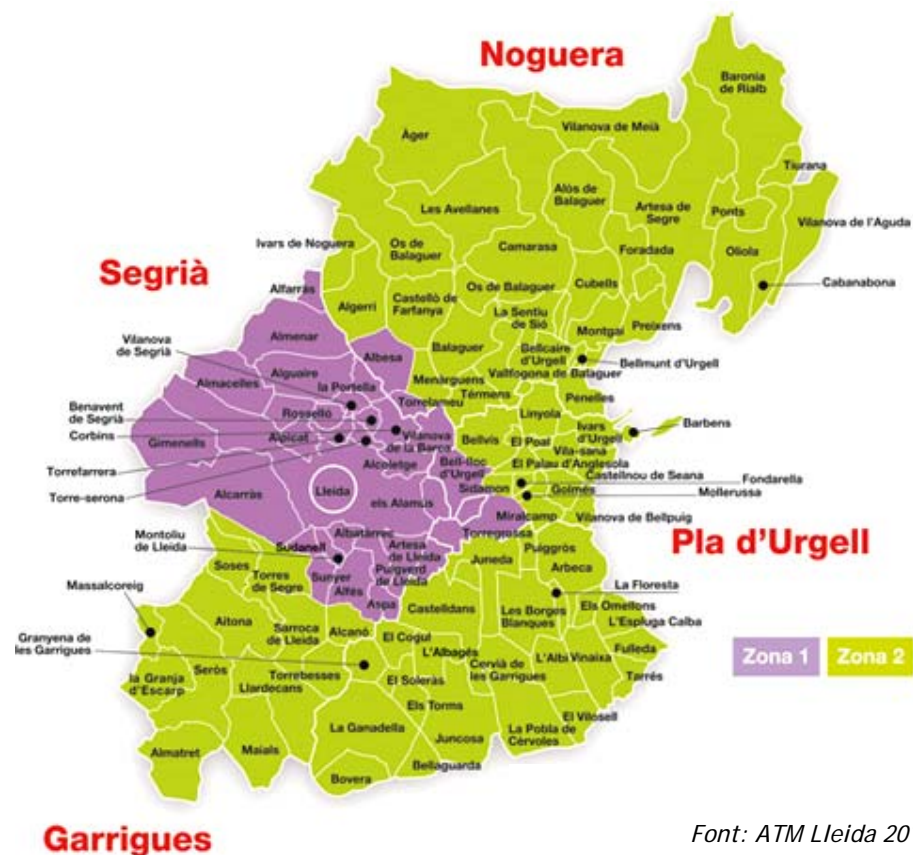 Noguera
Baronia
de Rialb
Àger
Vilanova de Meià
Tiurana
Alòs de
Balaguer
Les Avellanes
Artesa de
Segre
Ponts
Vilanova de l'Aguda
Ivars de Noguera
Os de
Balaguer
Camarasa
Foradada
Oliola
Segrià
Alfarràs
Algerri
Castelló de
Farfanya
Os de Balaguer
Cubells
Cabanabona
La Sentiu
de Sió
Vilanova
de Segrià
Almenar
Montgai
Preixens
Albesa
Balaguer
Bellcaire
d'Urgell
Bellmunt d'Urgell
Alguaire
Almacelles
la Portella
Menàrguens
Vallfogona de Balaguer
Térmens
Penelles
Benavent
de Segrià
Rosselló
Torrelameu
Linyola
Corbins
Alpicat
Vilanova
de la Barca
Bellvis
Ivars
d'Urgell
Barbens
Gimenells
El Poal
Vila-sana
Torrefarrera
Alcoletge
Bell-lloc
d'Urgell
El Palau d'Anglesola
Castellnou de Seana
Fondarella
Torre-serona
Alcarràs
Lleida
els Alamús
Sidamon
Golmés
Mollerussa
Miralcamp
Vilanova de Bellpuig
Montoliu
de Lleida
Albatàrrec
Torregrossa
Pla d'Urgell
Sudanell
Artesa
de Lleida
Puiggròs
Massalcoreig
Soses
Torres
de Segre
Sunyer
Puigverd
de Lleida
Juneda
Arbeca
La Floresta
Alfés
Aspa
Castelldans
Les Borges
Blanques
Els Omellons
L'Espluga Calba
Granyena de
les Garrigues
Aitona
Sarroca
de Lleida
Alcanó
El Cogul
L'Albagés
Cervià de
les Garrigues
L'Albi
Vinaixa
Fulleda
Zona 1
Zona 2
la Granja
d'Escarp
Seròs
Torrebesses
Llardecans
El Soleràs
Tarrés
Els Torms
El Vilosell
Almatret
Maials
La Ganadella
Juncosa
La Pobla de
Cèrvoles
Bovera
Bellaguarda
Garrigues
Font: ATM Lleida 20